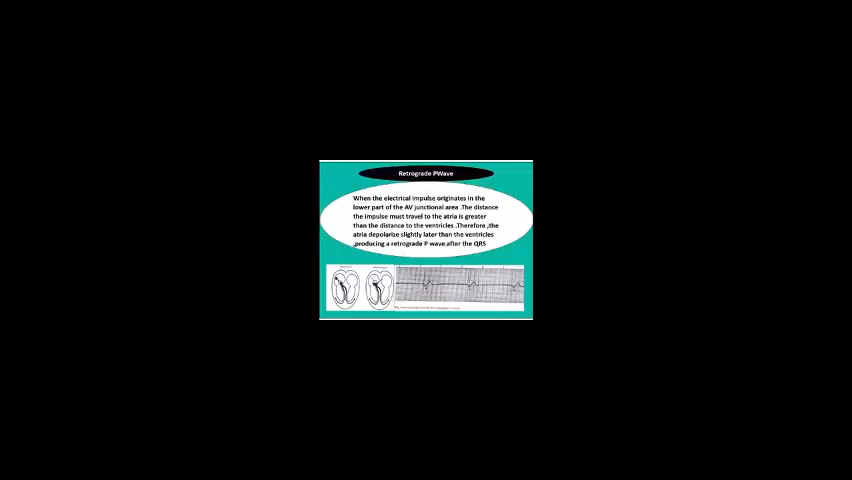 Retrograde PWave
When the electrical impulse originates in the
lower part of the AV junctional area .The distance
the impulse must travel to the atria is greater
than the distance to the ventricles .Therefore ,the
atria depolarize slightly later than the ventricles
,producing a retrograde P wave,after the QRS